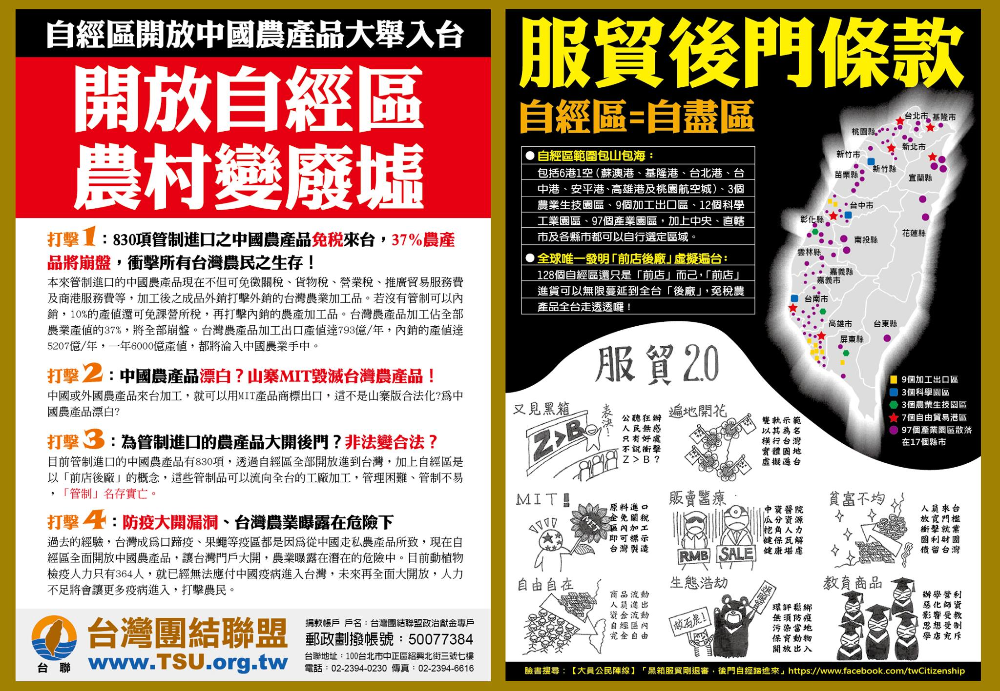 自經區開放中國農產品大舉入台
開放自經區
農村變廢墟
打擊1：830項管制進口之中國農產品免稅來台，37%農產
品將崩盤，衝擊所有台灣農民之生存！
本來管制進口的中國農產品現在不但可免徵關稅、貨物稅、營業稅、推廣貿易服務費
及商港服務費等，加工後之成品外銷打擊外銷的台灣農業加工品。若沒有管制可以內
銷，10%的產值還可免課營所稅，再打擊內銷的農產加工品。台灣農產品加工佔全部
農業產值的37%，將全部崩盤。台灣農產品加工出口產值達793億/年，內銷的產值達
5207億/年，一年6000億產值，都將淪入中國農業手中。
打擊2：中國農產品漂白？山寨MIT毀滅台灣農產品！
中國或外國農產品來台加工，就可以用MIT產品商標出口，這不是山寨版合法化?為中
國農產品漂白?
打擊3：為管制進口的農產品大開後門？非法變合法？
目前管制進口的中國農產品有830項，透過自經區全部開放進到台灣，加上自經區是
以「前店後廠」的概念，這些管制品可以流向全台的工廠加工，管理困難、管制不易
，「管制」名存實亡。
打擊4：防疫大開漏洞、台灣農業曝露在危險下
過去的經驗，台灣成為口蹄疫、果蠅等疫區都是因為從中國走私農產品所致，現在自
經區全面開放中國農產品，讓台灣門戶大開，農業曝露在潛在的危險中。目前動植物
檢疫人力只有364人，就已經無法應付中國疫病進入台灣，未來再全面大開放，人力
不足將會讓更多疫病進入，打擊農民。
台聯
台灣團結聯盟
www.TSU.org.tw
捐款帳戶 戶名：台灣團結聯盟政治獻金專戶
郵政劃撥帳號：50077384
台聯地址：100台北市中正區紹興北街三號七樓
電話：02-2394-0230 傳真：02-2394-6616
服貿後門條款
自經區=自盡區
●自經區範圍包山包海：
包括6港1空（蘇澳港、基隆港、台北港、台
中港、安平港、高雄港及桃園航空城）、3個
農業生技園區、9個加工出口區、12個科學
工業園區、97個產業園區，加上中央、直轄
市及各縣市都可以自行選定區域。
●全球唯一發明「前店後廠」虛擬遍台：
128個自經區還只是「前店」而己，「前店」
進貨可以無限蔓延到全台「後廠」，免稅農
產品全台走透透囉！
台北市
基隆市
桃園縣
新北市
新竹市
新竹縣
宜蘭縣
苗栗縣
台中市
彰化縣
花蓮縣
南投縣
雲林縣
嘉義縣
嘉義市
台南市
高雄市
台東縣
屏東縣
9個加工出口區
3個科學園區
3個農業生技園區
7個自由貿易港區
97個產業園區散落
在17個縣市
服貿2.0
又見黑箱
表決！
Z>B
公聽狂辦
人民無感
只有好處
不說衝擊
Z>B?
遍地開花
雙軌示範
以其為名
橫行台灣
實體園地
虛擬遍台
MIT!
MIT
原料進口
全免關稅
區內加工
即可標示
台灣製造
販賣醫療
RMB
SALE
中資醫院
瓜分資源
挖角人力
健保瓦解
健康堪慮
貧富不均
人員來台
放寬門檻
衝擊就業
圖利財團
債留台灣
自由自在
商品流動
人員進出
資金流動
自經區內
完全自由
生態浩劫
救石虎！
退服貿
環評鬆綁
無須防疫
污染當地
保育動物
開放出入
教育商品
辦學營利
惡化師資
影響受教
思想受制
學店充斥
臉書搜尋：【大員公民陣線】「黑箱服貿剛退審，後門自經踏進來」https://www.facebook.com/twCitizenship